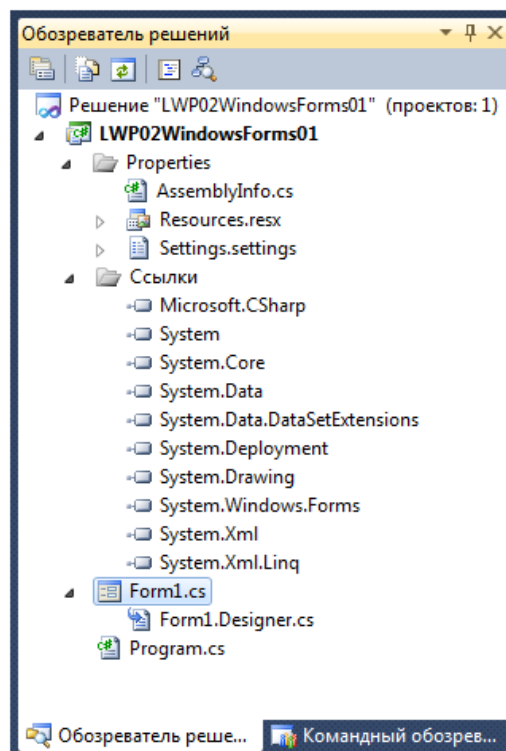 Обозреватель решений
Решение "LWP02WindowsForms01" (проектов: 1)
LWP02WindowsForms01
Properties
AssemblyInfo.cs
Resources.resx
Settings.settings
Ссылки
Microsoft.CSharp
System
System.Core
System.Data
System.Data.DataSetExtensions
System.Deployment
System.Drawing
System.Windows.Forms
System.Xml
System.Xml.Linq
Form1.cs
Form1.Designer.cs
Program.cs
Обозреватель реше... Командный обозрев...